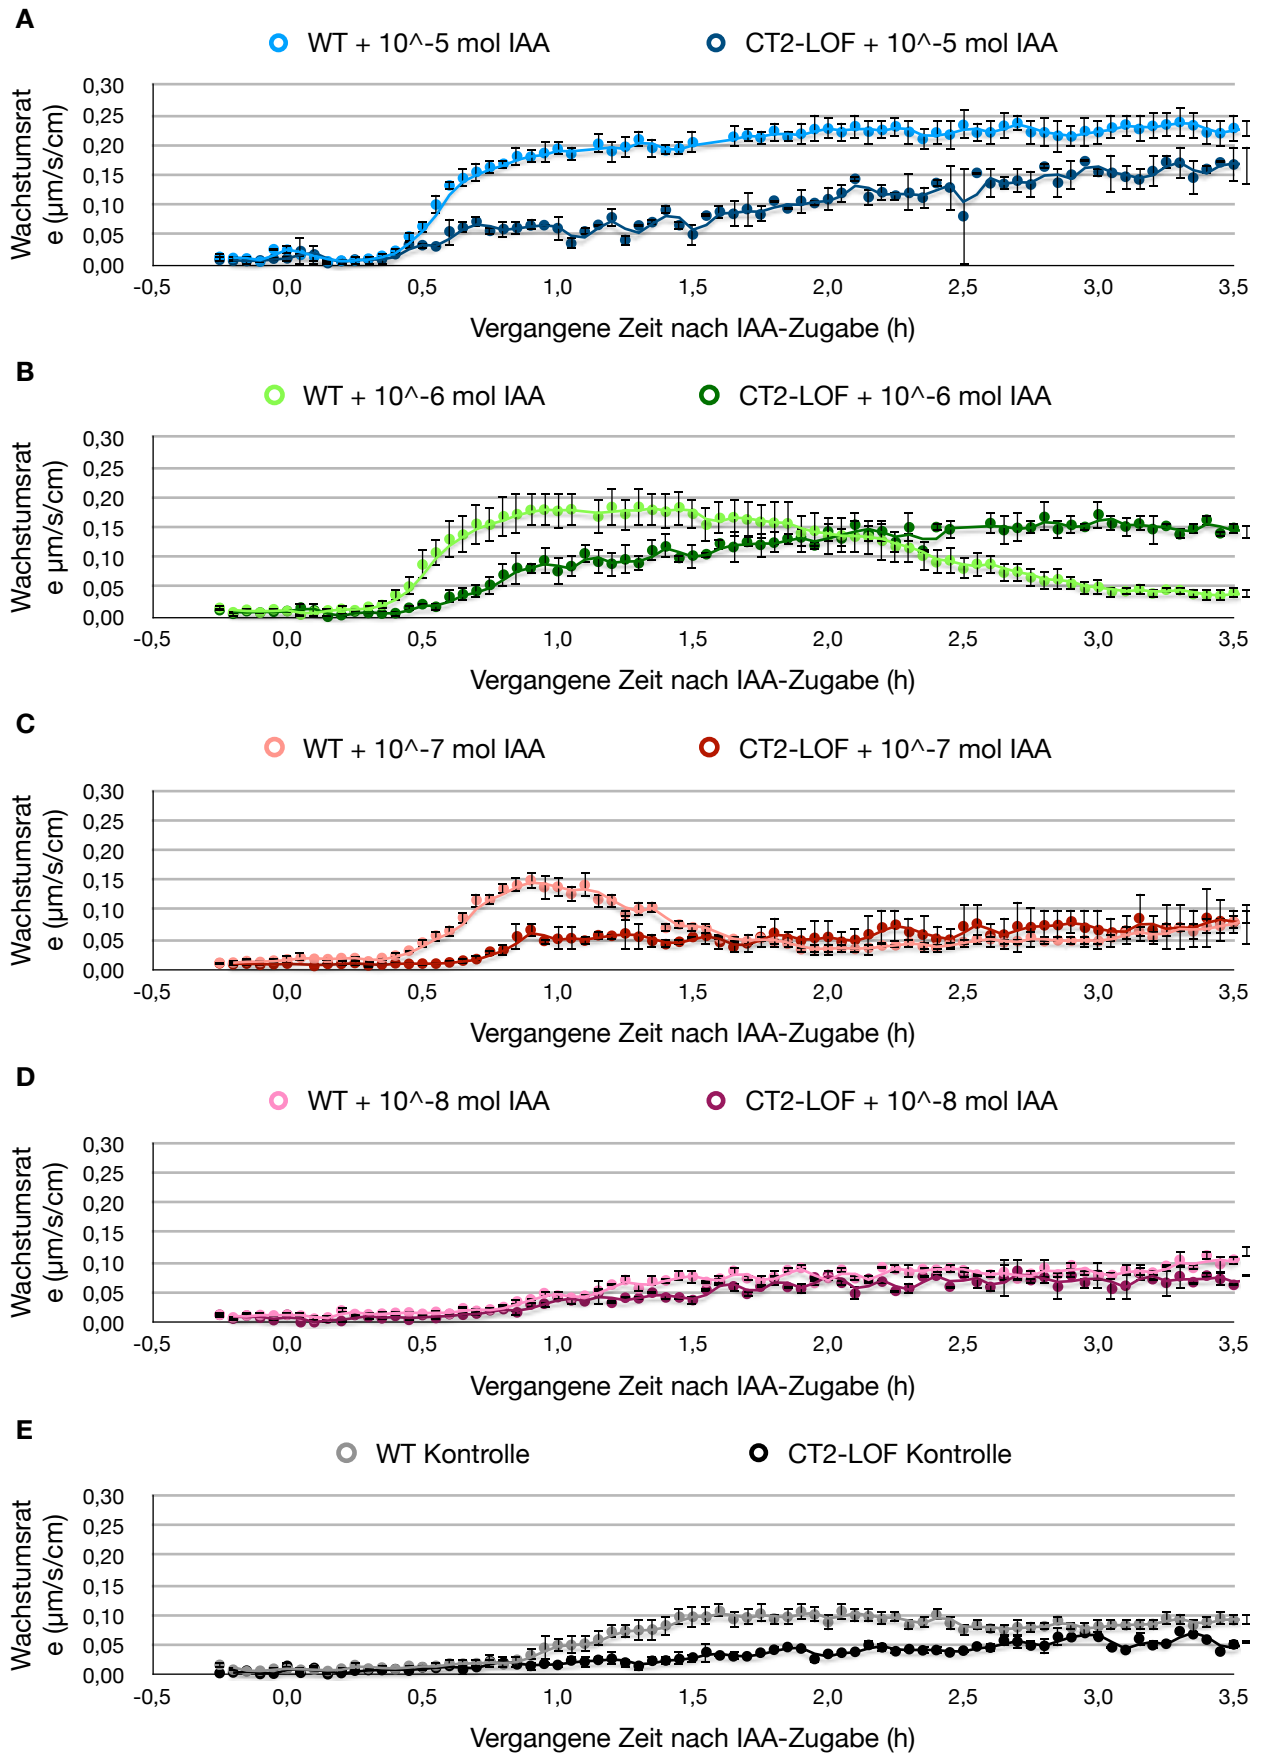 A
WT + 10^-5 mol IAA
CT2-LOF + 10^-5 mol IAA
Wachstumsrat
e (µm/s/cm)
0,30
0,25
0,20
0,15
0,10
0,05
0,00
-0,5 0,0 0,5 1,0 1,5 2,0 2,5 3,0 3,5
Vergangene Zeit nach IAA-Zugabe (h)
B
WT + 10^-6 mol IAA
CT2-LOF + 10^-6 mol IAA
Wachstumsrat
e µm/s/cm)
0,30
0,25
0,20
0,15
0,10
0,05
0,00
-0,5 0,0 0,5 1,0 1,5 2,0 2,5 3,0 3,5
Vergangene Zeit nach IAA-Zugabe (h)
C
WT + 10^-7 mol IAA
CT2-LOF + 10^-7 mol IAA
Wachstumsrat
e (µm/s/cm)
0,30
0,25
0,20
0,15
0,10
0,05
0,00
-0,5 0,0 0,5 1,0 1,5 2,0 2,5 3,0 3,5
Vergangene Zeit nach IAA-Zugabe (h)
D
WT + 10^-8 mol IAA
CT2-LOF + 10^-8 mol IAA
Wachstumsrat
e (µm/s/cm)
0,30
0,25
0,20
0,15
0,10
0,05
0,00
-0,5 0,0 0,5 1,0 1,5 2,0 2,5 3,0 3,5
Vergangene Zeit nach IAA-Zugabe (h)
E
WT Kontrolle
CT2-LOF Kontrolle
Wachstumsrat
e (µm/s/cm)
0,30
0,25
0,20
0,15
0,10
0,05
0,00
-0,5 0,0 0,5 1,0 1,5 2,0 2,5 3,0 3,5
Vergangene Zeit nach IAA-Zugabe (h)